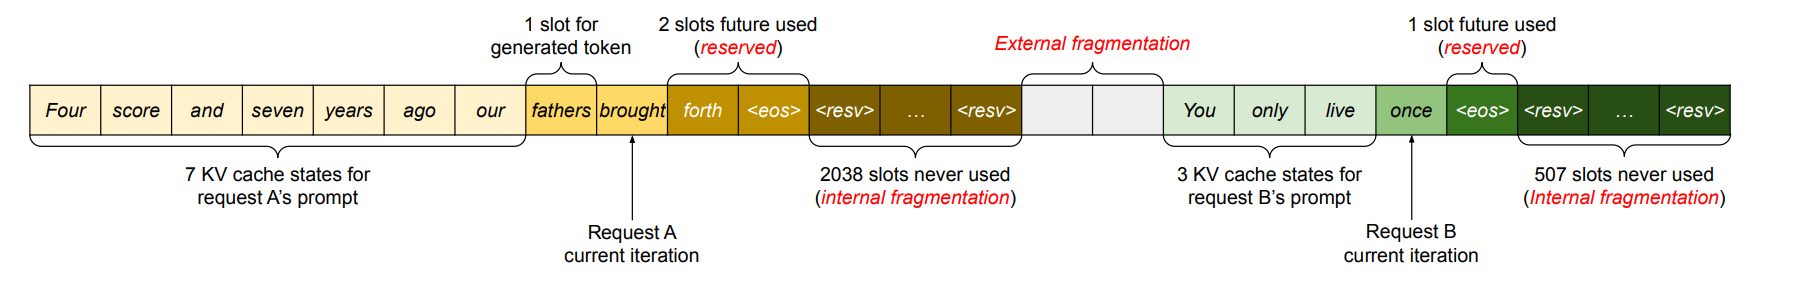 1 slot for
generated token
2 slots future used
(reserved)
External fragmentation
1 slot future used
(reserved)
Four score and seven years ago our fathers brought forth <eos> <resv> ... <resv> You only live once <eos> <resv> ... <resv>
7 KV cache states for
request A's prompt
2038 slots never used
(internal fragmentation)
3 KV cache states for
request B's prompt
507 slots never used
(Internal fragmentation)
Request A
current iteration
Request B
current iteration